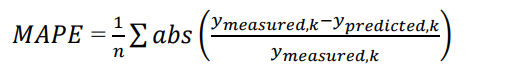 MAPE = 1/n ∑ abs ( (y_measured,k − y_predicted,k) / y_measured,k )